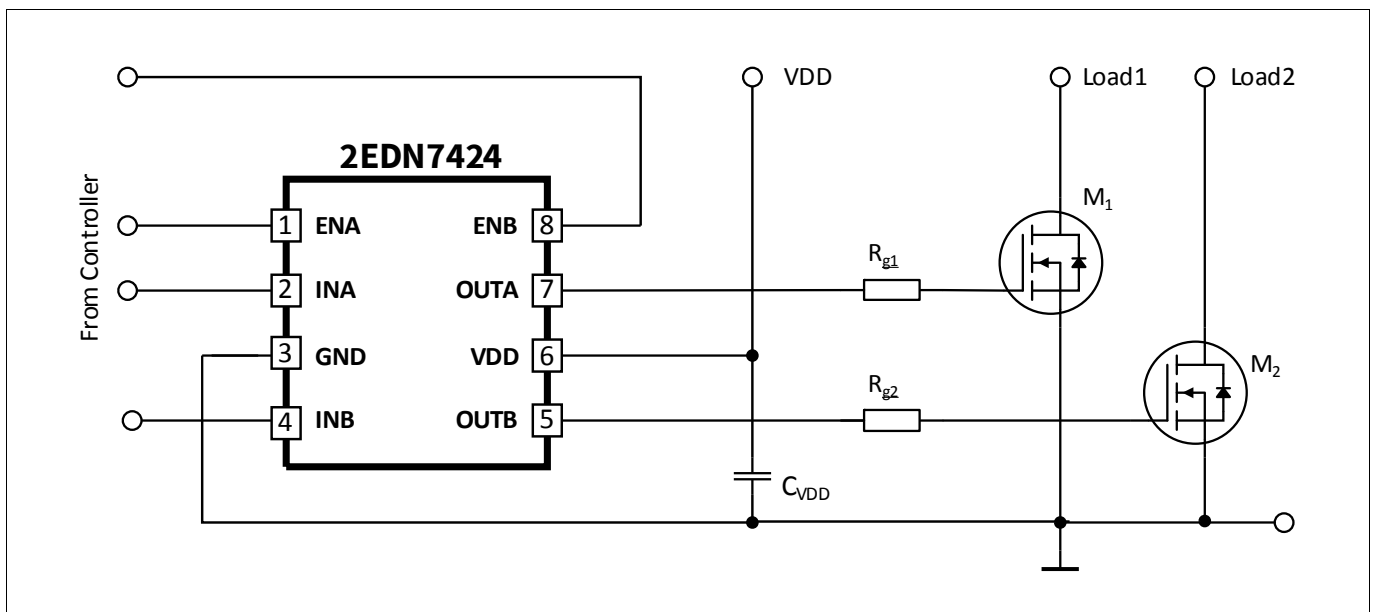 VDD
Load1
Load2
2EDN7424
From Controller
M1
1 ENA
ENB 8
Rg1
2 INA
OUTA 7
3 GND
VDD 6
M2
Rg2
4 INB
OUTB 5
CVDD